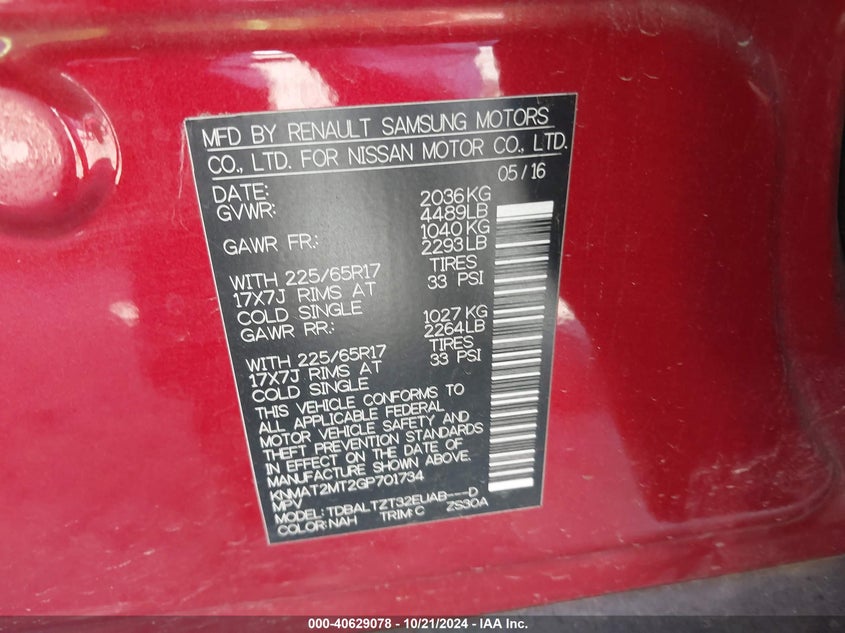 MFD BY RENAULT SAMSUNG MOTORS
CO., LTD. FOR NISSAN MOTOR CO., LTD.
DATE: 05/16
GVWR: 2036KG
4489LB
GAWR FR.: 1040KG
2293LB
WITH 225/65R17 TIRES
17X7J RIMS AT 33 PSI
COLD SINGLE
GAWR RR.: 1027KG
2264LB
WITH 225/65R17 TIRES
17X7J RIMS AT 33 PSI
COLD SINGLE
THIS VEHICLE CONFORMS TO
ALL APPLICABLE FEDERAL
MOTOR VEHICLE SAFETY AND
THEFT PREVENTION STANDARDS
IN EFFECT ON THE DATE OF
MANUFACTURE SHOWN ABOVE.
KNMAT2MT2GP701734
MPV
MODEL: TDBALTZT32EUAB---D
COLOR:NAH TRIM:C ZS30A
000-40629078 - 10/21/2024 - IAA Inc.